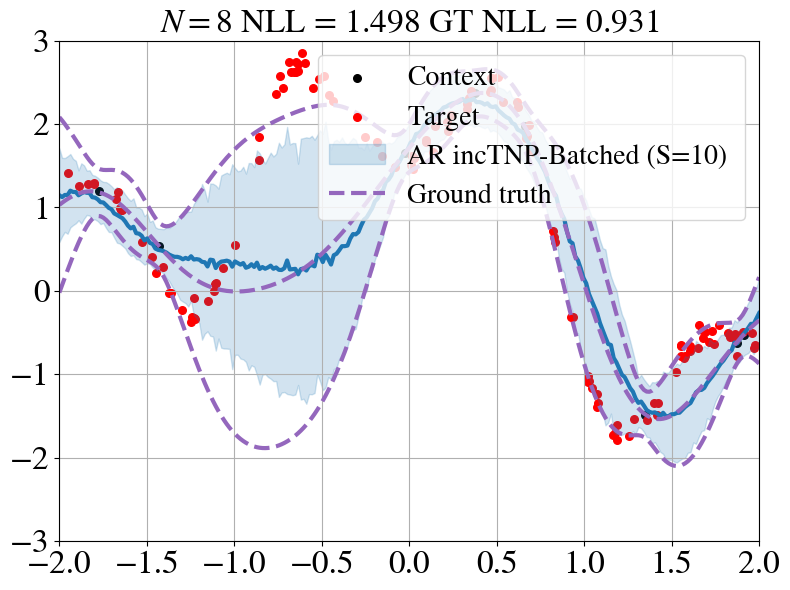 N = 8 NLL = 1.498 GT NLL = 0.931
3
2
1
0
−1
−2
−3
Context
Target
AR incTNP-Batched (S=10)
Ground truth
−2.0 −1.5 −1.0 −0.5 0.0 0.5 1.0 1.5 2.0